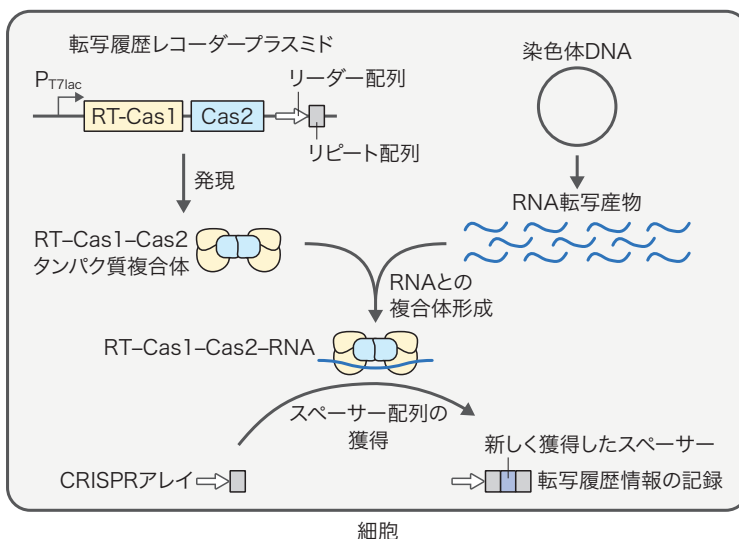 転写履歴レコーダープラスミド
PT7lac
RT-Cas1
Cas2
リーダー配列
リピート配列
染色体DNA
発現
RNA転写産物
RT–Cas1–Cas2
タンパク質複合体
RNAとの
複合体形成
RT–Cas1–Cas2–RNA
スペーサー配列の
獲得
新しく獲得したスペーサー
CRISPRアレイ
転写履歴情報の記録
細胞